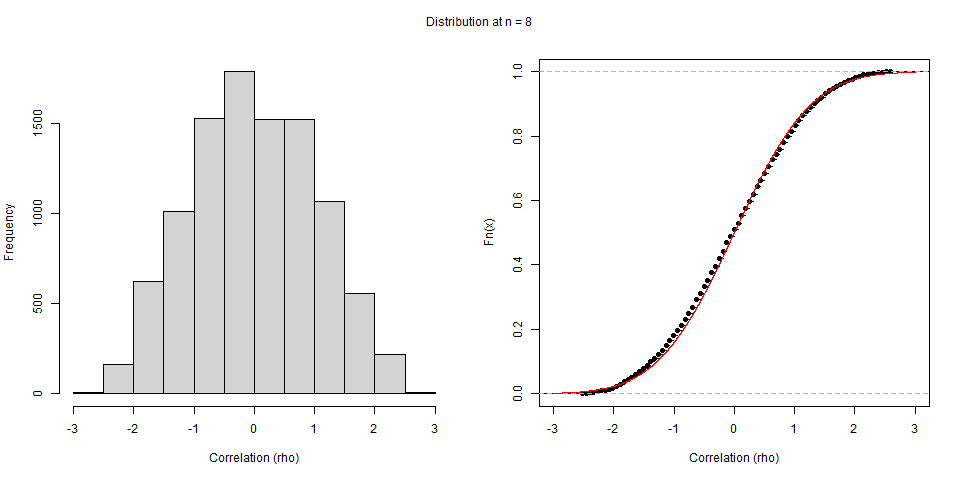 Distribution at n = 8
Frequency
1500
1000
500
0
-3 -2 -1 0 1 2 3
Correlation (rho)
Fn(x)
1.0
0.8
0.6
0.4
0.2
0.0
-3 -2 -1 0 1 2 3
Correlation (rho)